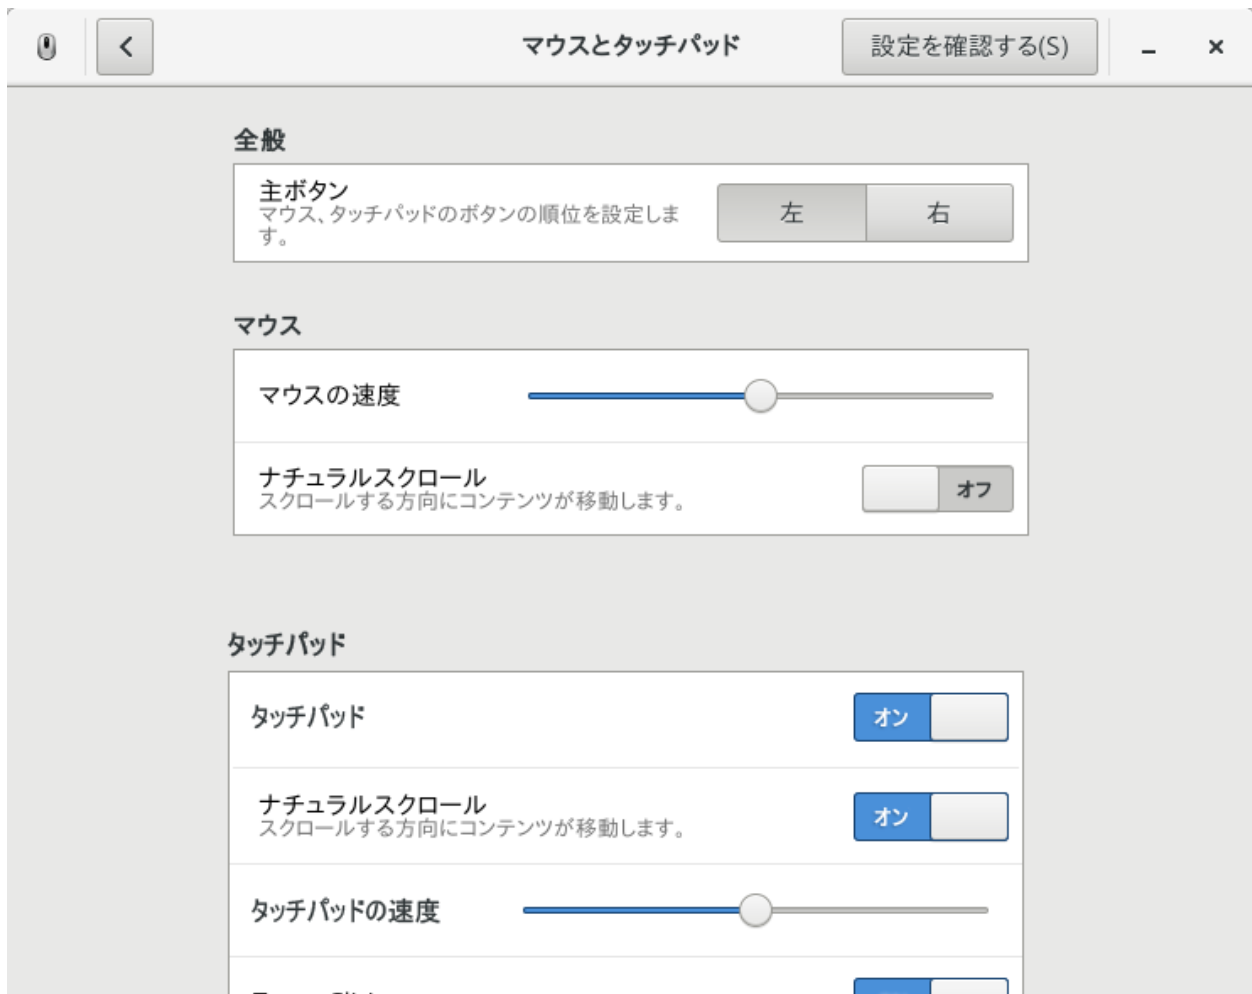 マウスとタッチパッド
設定を確認する(S)
全般
主ボタン
マウス、タッチパッドのボタンの順位を設定しま
す。
左
右
マウス
マウスの速度
ナチュラルスクロール
スクロールする方向にコンテンツが移動します。
オフ
タッチパッド
タッチパッド
オン
ナチュラルスクロール
スクロールする方向にコンテンツが移動します。
オン
タッチパッドの速度